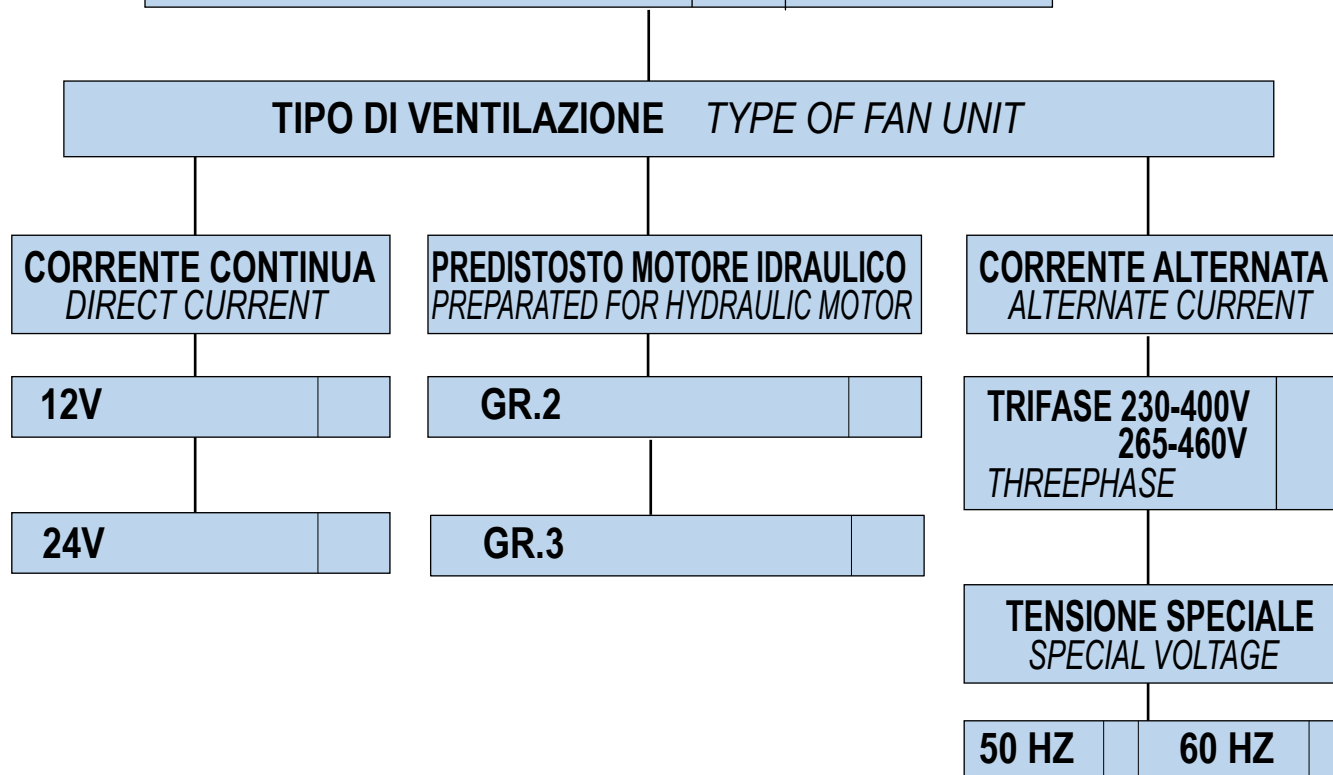 TIPO DI VENTILAZIONE TYPE OF FAN UNIT
CORRENTE CONTINUA
DIRECT CURRENT
PREDISTOSTO MOTORE IDRAULICO
PREPARATED FOR HYDRAULIC MOTOR
CORRENTE ALTERNATA
ALTERNATE CURRENT
12V
GR.2
TRIFASE 230-400V
265-460V
THREEPHASE
24V
GR.3
TENSIONE SPECIALE
SPECIAL VOLTAGE
50 HZ 60 HZ